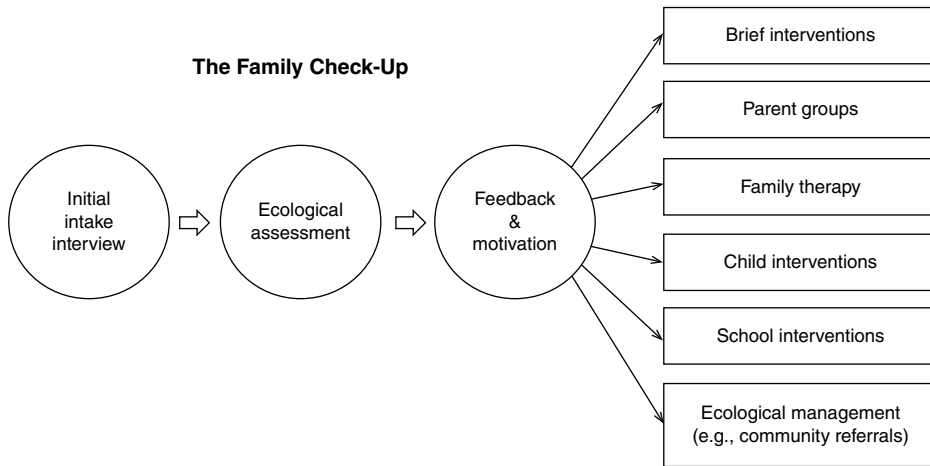 The Family Check-Up
Initial
intake
interview
Ecological
assessment
Feedback
&
motivation
Brief interventions
Parent groups
Family therapy
Child interventions
School interventions
Ecological management
(e.g., community referrals)